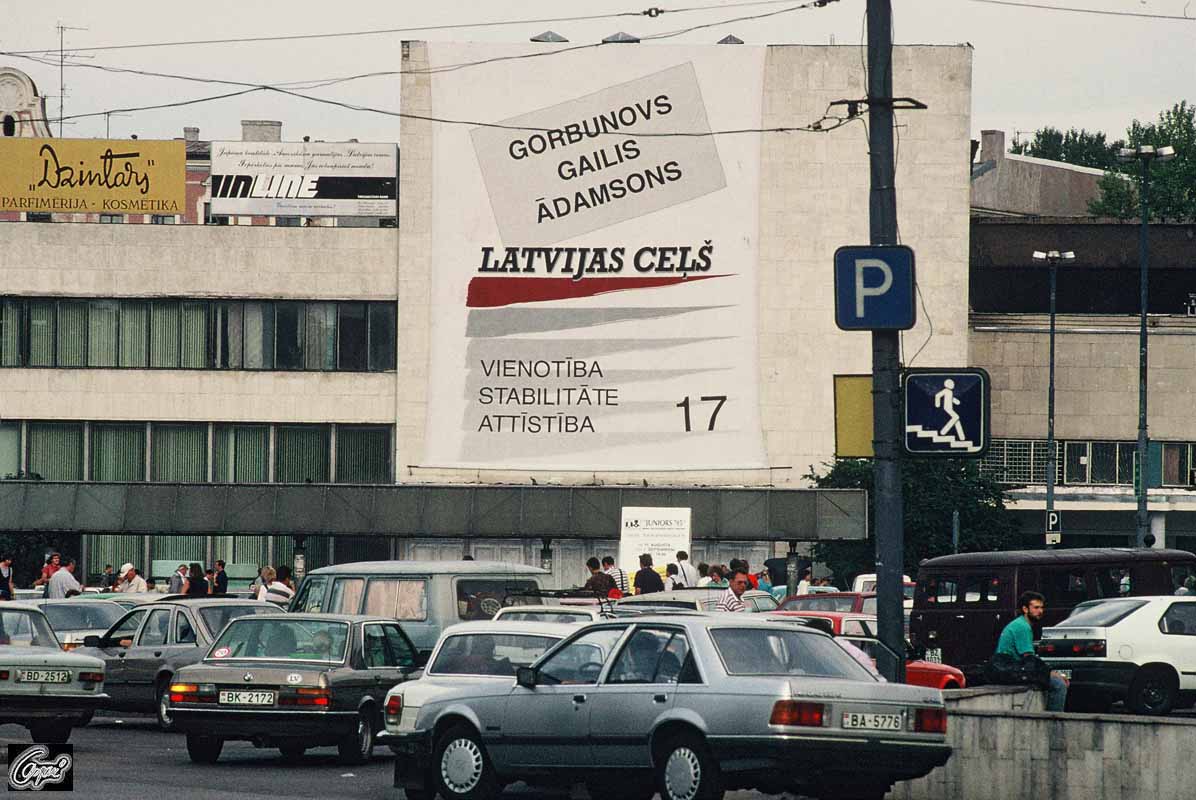 GORBUNOVS
GAILIS
ĀDAMSONS
LATVIJAS CEĻŠ
VIENOTĪBA
STABILITĀTE
ATTĪSTĪBA
17
„Dzintars"
PARFIMĒRIJA · KOSMĒTIKA
INLINE
P
P
"JUNIORS '93"
BD-2512
BK-2172
LV
BA-5776